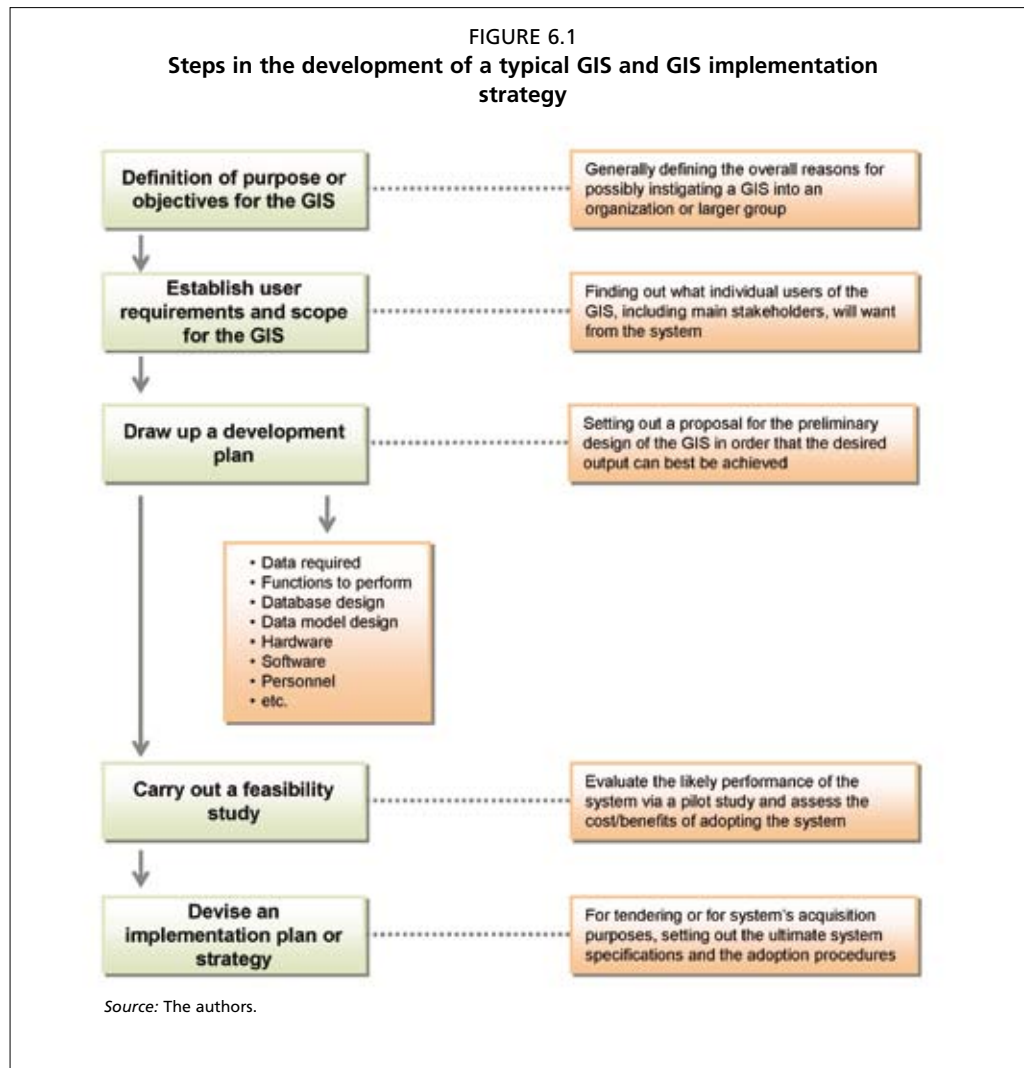 FIGURE 6.1
Steps in the development of a typical GIS and GIS implementation
strategy
Definition of purpose or
objectives for the GIS
Generally defining the overall reasons for
possibly instigating a GIS into an
organization or larger group
Establish user
requirements and scope
for the GIS
Finding out what individual users of the
GIS, including main stakeholders, will want
from the system
Draw up a development
plan
Setting out a proposal for the preliminary
design of the GIS in order that the desired
output can best be achieved
• Data required
• Functions to perform
• Database design
• Data model design
• Hardware
• Software
• Personnel
• etc.
Carry out a feasibility
study
Evaluate the likely performance of the
system via a pilot study and assess the
cost/benefits of adopting the system
Devise an
implementation plan or
strategy
For tendering or for system's acquisition
purposes, setting out the ultimate system
specifications and the adoption procedures
Source: The authors.